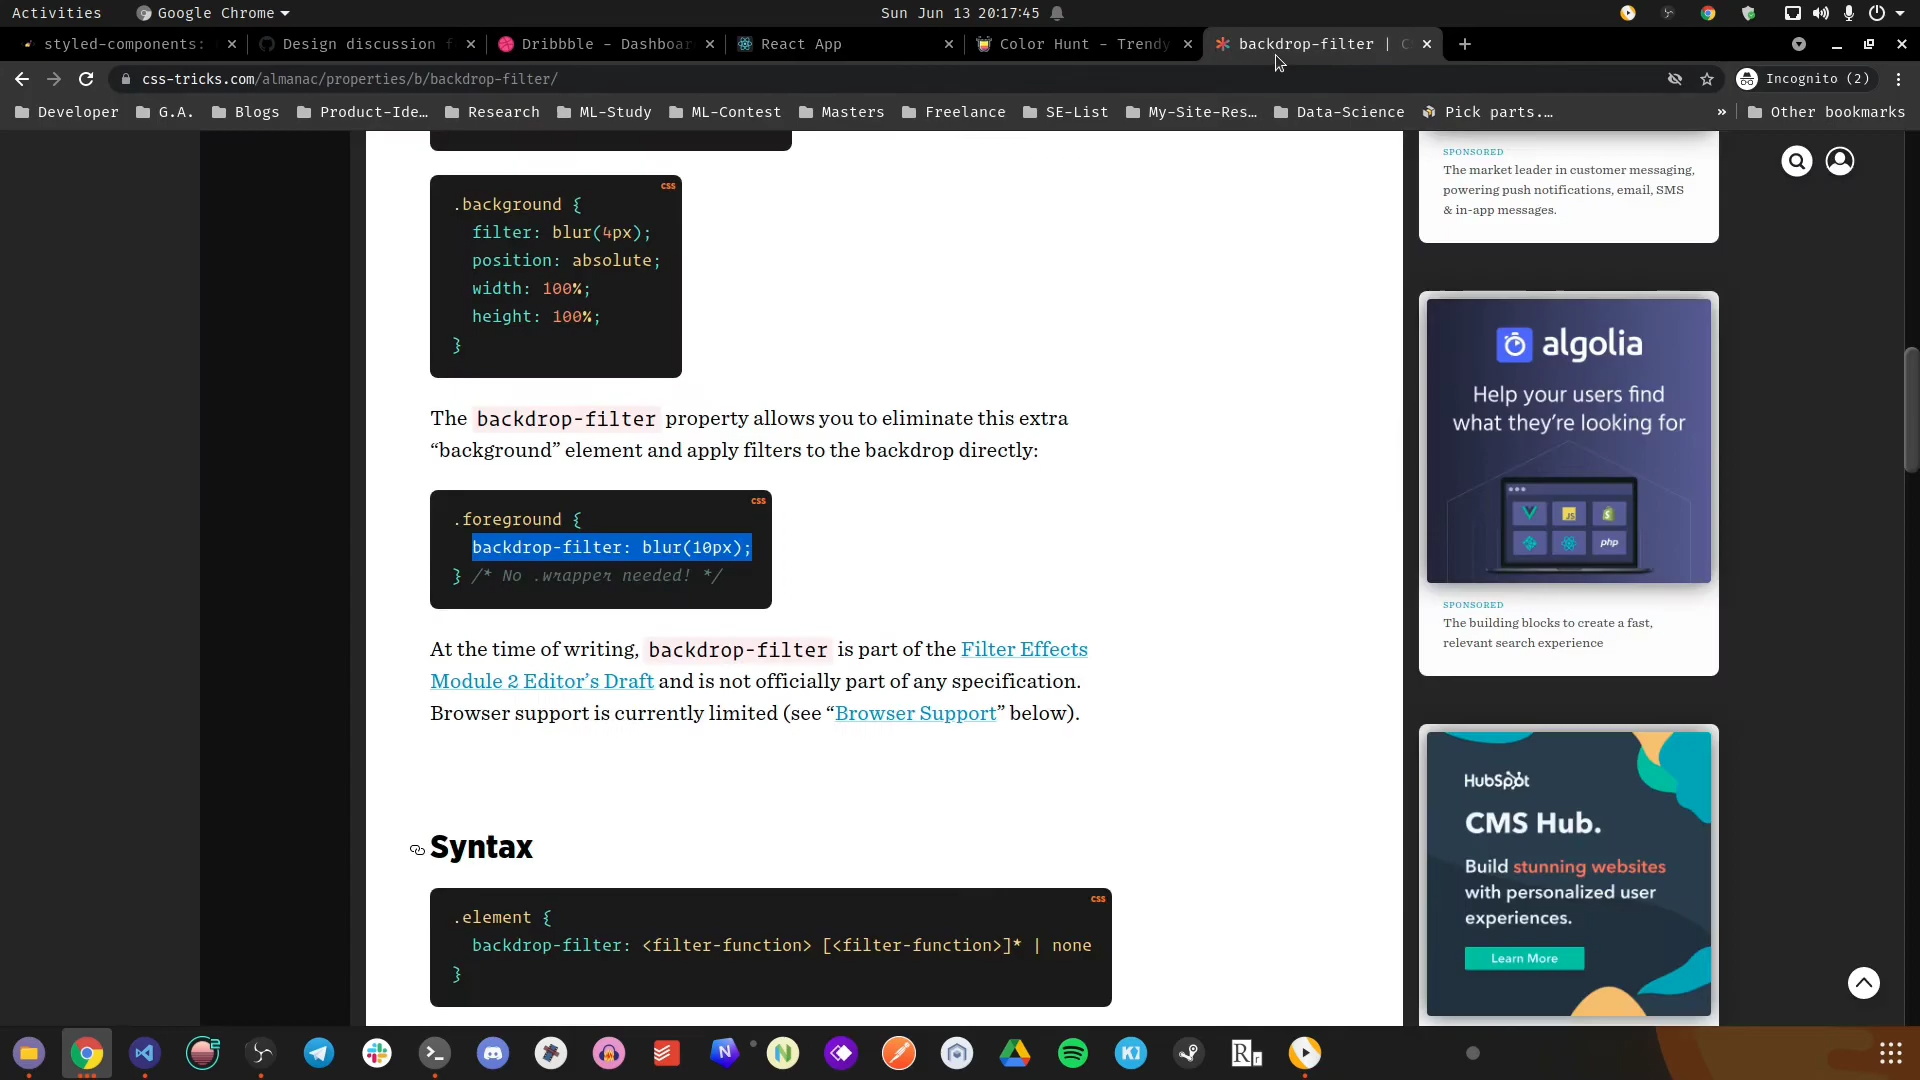 Activities
Google Chrome
Sun Jun 13 20:17:45
styled-components:
Design discussion f
Dribbble - Dashboar
React App
Color Hunt - Trendy
backdrop-filter | C
css-tricks.com/almanac/properties/b/backdrop-filter/
Incognito (2)
Developer
G.A.
Blogs
Product-Ide…
Research
ML-Study
ML-Contest
Masters
Freelance
SE-List
My-Site-Res…
Data-Science
Pick parts.…
»
Other bookmarks
CSS
.background {
filter: blur(4px);
position: absolute;
width: 100%;
height: 100%;
}
The backdrop-filter property allows you to eliminate this extra
“background” element and apply filters to the backdrop directly:
CSS
.foreground {
backdrop-filter: blur(10px);
} /* No .wrapper needed! */
At the time of writing, backdrop-filter is part of the Filter Effects
Module 2 Editor’s Draft and is not officially part of any specification.
Browser support is currently limited (see “Browser Support” below).
Syntax
CSS
.element {
backdrop-filter: <filter-function> [<filter-function>]* | none
}
SPONSORED
The market leader in customer messaging,
powering push notifications, email, SMS
& in-app messages.
algolia
Help your users find
what they’re looking for
JS
php
SPONSORED
The building blocks to create a fast,
relevant search experience
HubSpot
CMS Hub.
Build stunning websites
with personalized user
experiences.
Learn More
2
N
N
K
R r